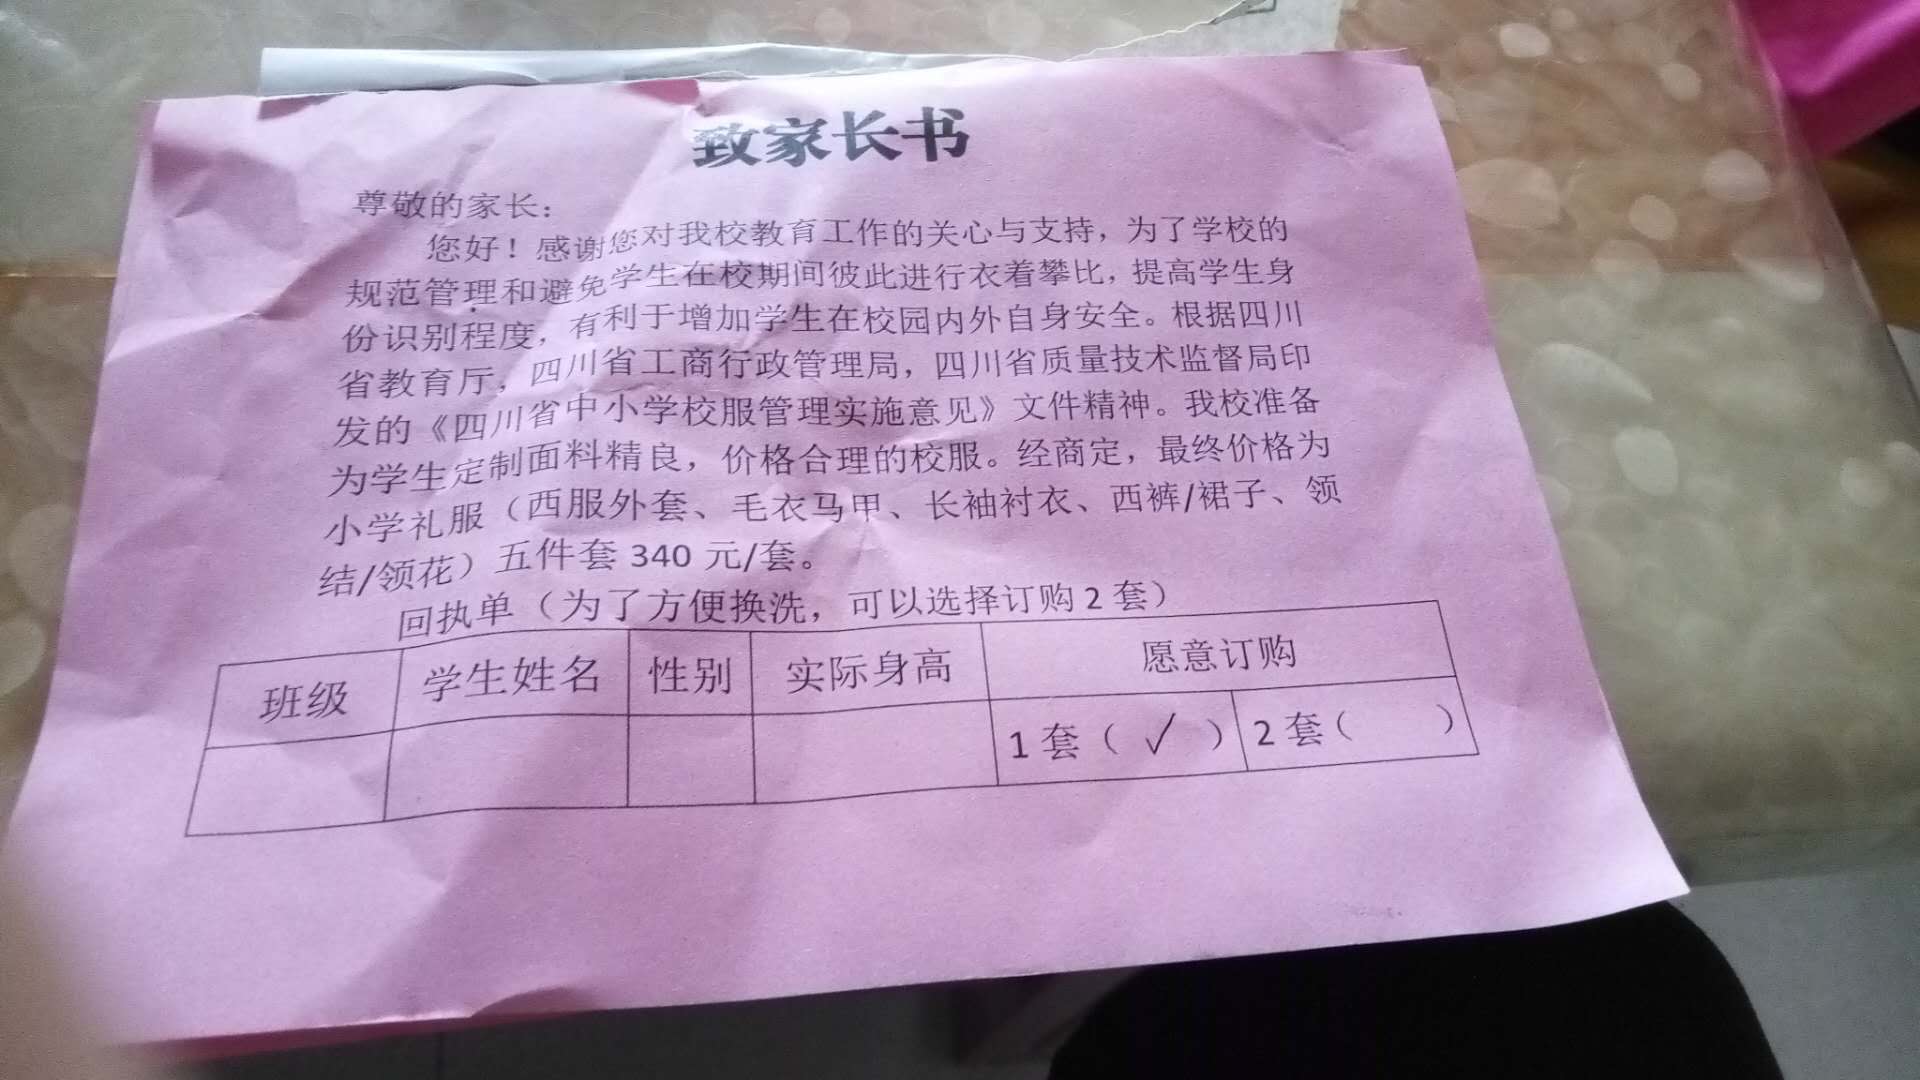 致家长书
尊敬的家长：
您好！感谢您对我校教育工作的关心与支持，为了学校的
规范管理和避免学生在校期间彼此进行衣着攀比，提高学生身
份识别程度，有利于增加学生在校园内外自身安全。根据四川
省教育厅，四川省工商行政管理局，四川省质量技术监督局印
发的《四川省中小学校服管理实施意见》文件精神。我校准备
为学生定制面料精良，价格合理的校服。经商定，最终价格为
小学礼服（西服外套、毛衣马甲、长袖衬衣、西裤/裙子、领
结/领花）五件套 340 元/套。
回执单（为了方便换洗，可以选择订购 2 套）
班级 学生姓名 性别 实际身高 愿意订购
1 套（ ✓ ） 2 套（ ）